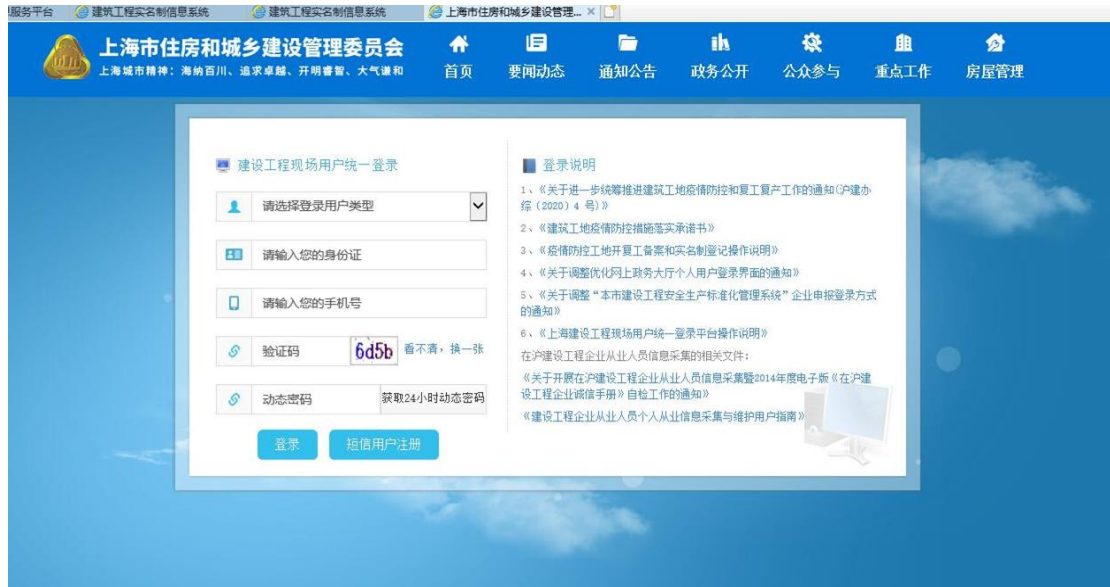 服务平台
建筑工程实名制信息系统
建筑工程实名制信息系统
上海市住房和城乡建设管理...
上海市住房和城乡建设管理委员会
上海城市精神：海纳百川、追求卓越、开明睿智、大气谦和
首页
要闻动态
通知公告
政务公开
公众参与
重点工作
房屋管理
建设工程现场用户统一登录
请选择登录用户类型
请输入您的身份证
请输入您的手机号
验证码
6d5b
看不清，换一张
动态密码
获取24小时动态密码
登录
短信用户注册
登录说明
1、《关于进一步统筹推进建筑工地疫情防控和复工复产工作的通知(沪建办
综（2020）4 号)》
2、《建筑工地疫情防控措施落实承诺书》
3、《疫情防控工地开复工备案和实名制登记操作说明》
4、《关于调整优化网上政务大厅个人用户登录界面的通知》
5、《关于调整“本市建设工程安全生产标准化管理系统”企业申报登录方式
的通知》
6、《上海建设工程现场用户统一登录平台操作说明》
在沪建设工程企业从业人员信息采集的相关文件：
《关于开展在沪建设工程企业从业人员信息采集暨2014年度电子版《在沪建
设工程企业诚信手册》自检工作的通知》
《建设工程企业从业人员个人从业信息采集与维护用户指南》